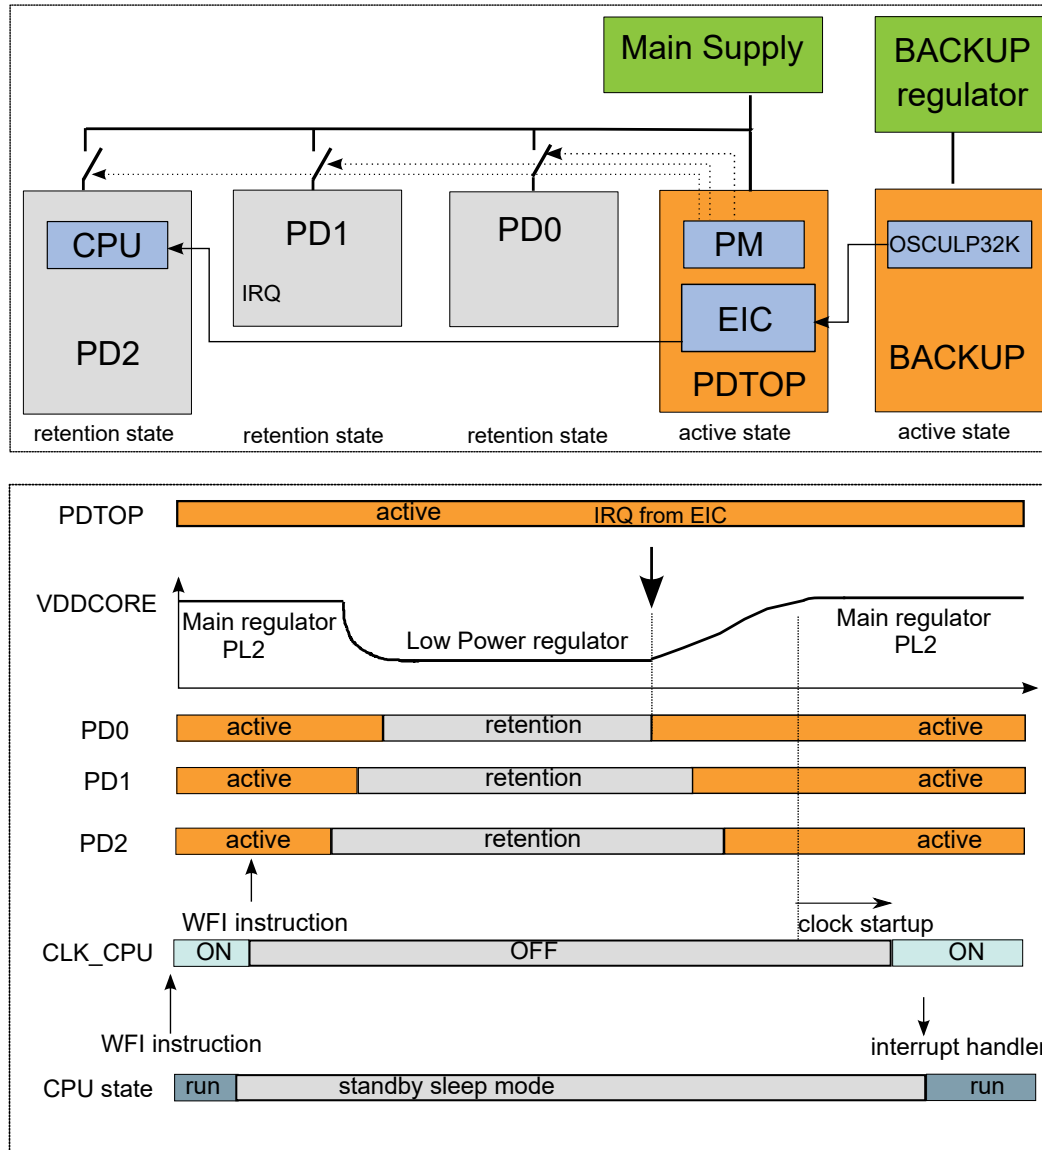 Main Supply
BACKUP
regulator
PD1
PD0
CPU
PM
OSCULP32K
IRQ
EIC
PD2
PDTOP
BACKUP
retention state
retention state
retention state
active state
active state
PDTOP
active
IRQ from EIC
VDDCORE
Main regulator
PL2
Low Power regulator
Main regulator
PL2
PD0
active
retention
active
PD1
active
retention
active
PD2
active
retention
active
WFI instruction
clock startup
CLK_CPU
ON
OFF
ON
WFI instruction
interrupt handler
CPU state
run
standby sleep mode
run